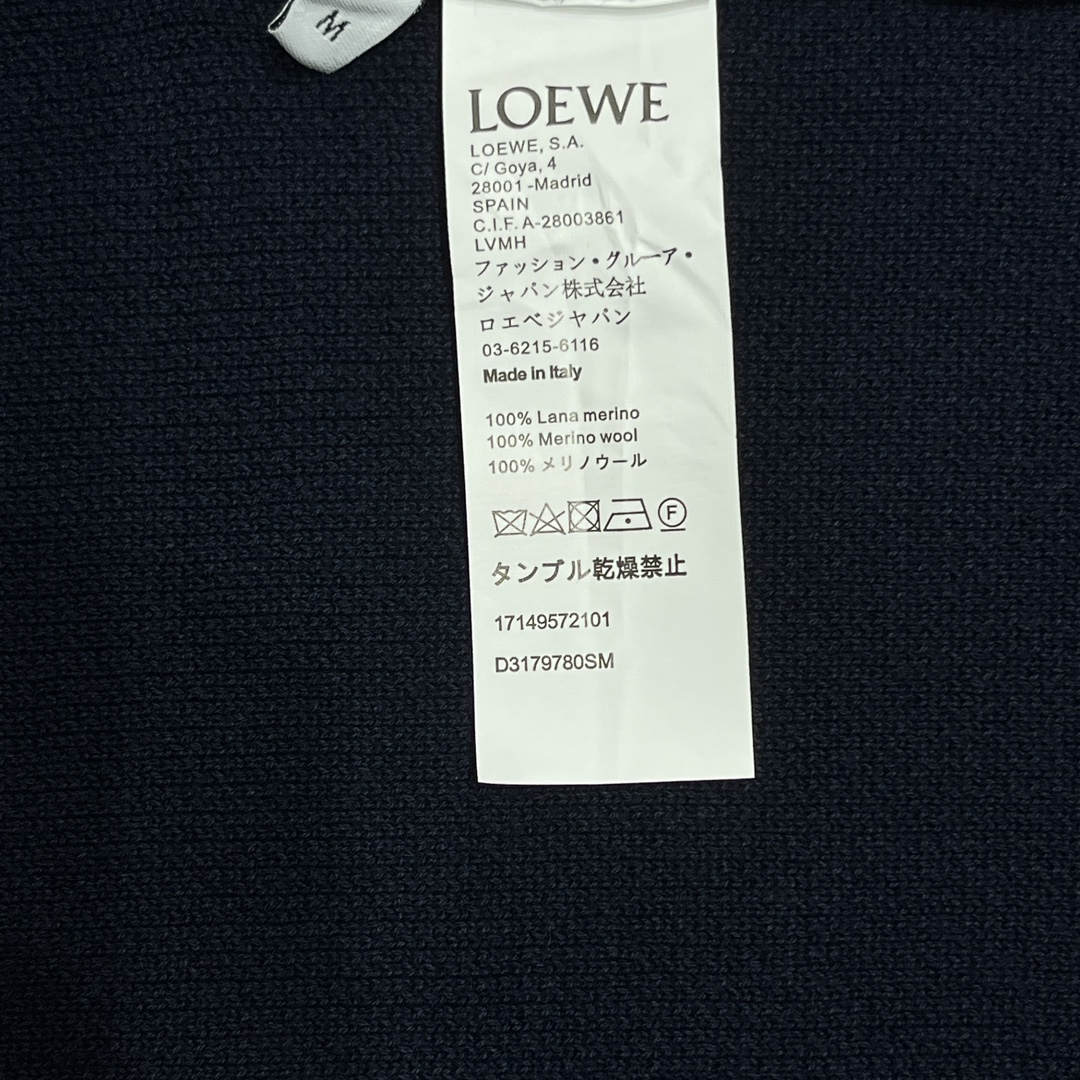 M
LOEWE
LOEWE, S.A.
C/ Goya, 4
28001 -Madrid
SPAIN
C.I.F. A-28003861
LVMH
ファッション・グルーア・
ジャパン株式会社
ロエベジヤパン
03-6215-6116
Made in Italy
100% Lana merino
100% Merino wool
100% メリノウール
F
タンブル乾燥禁止
17149572101
D3179780SM